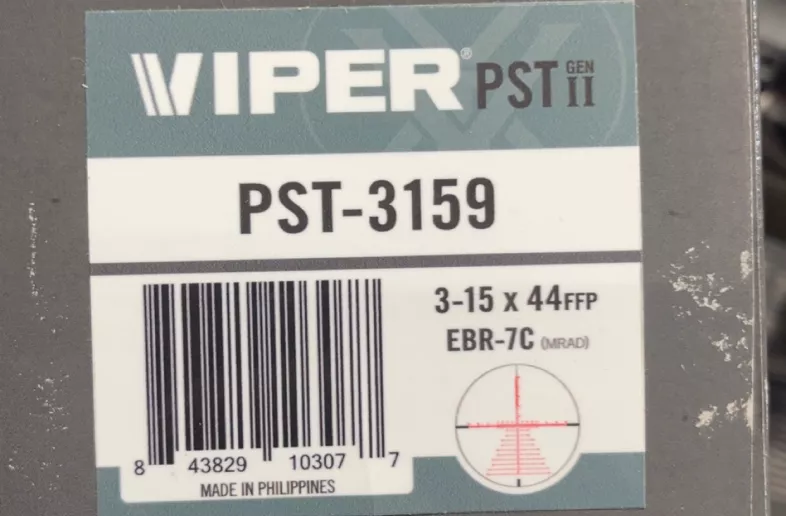 VIPER® PST GEN II
PST-3159
3-15 x 44FFP
EBR-7C (MRAD)
8 43829 10307 7
MADE IN PHILIPPINES